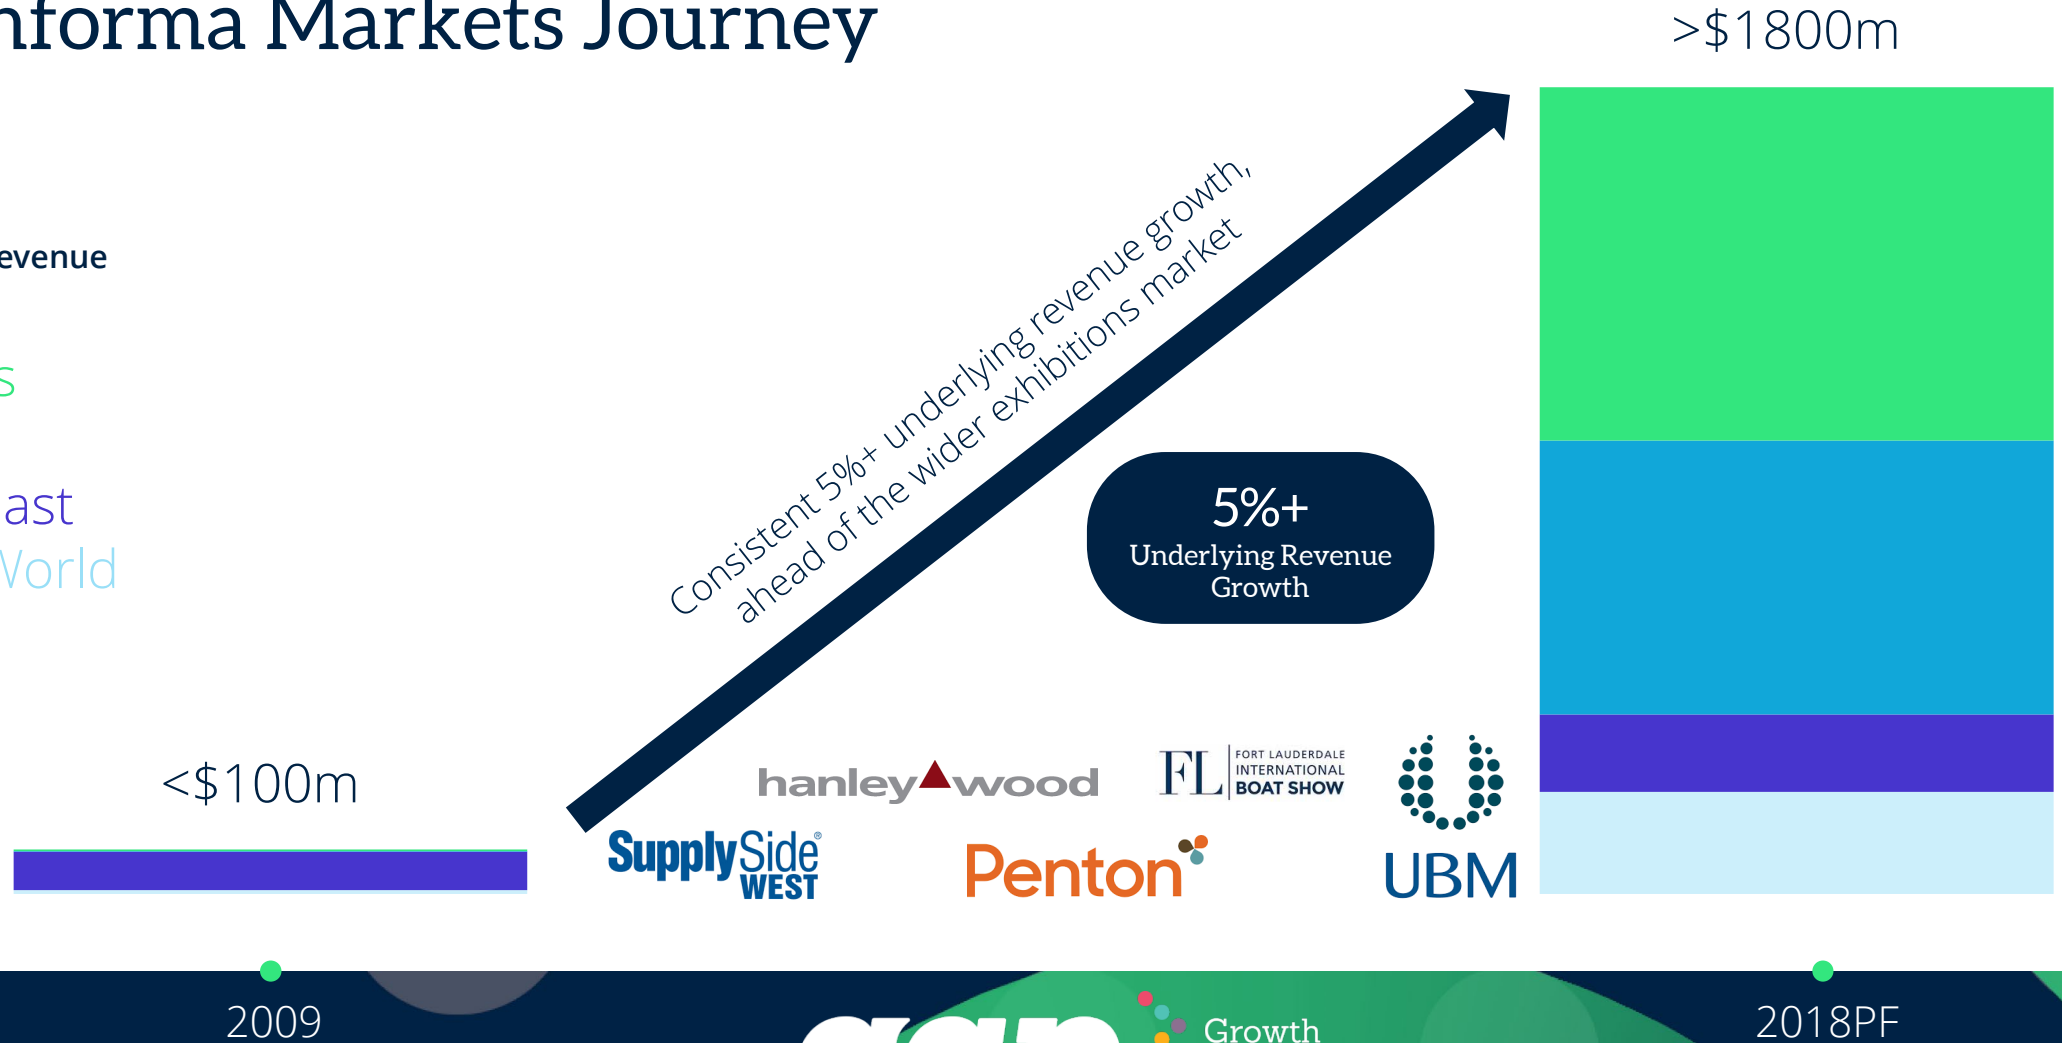 nforma Markets Journey
>$1800m
evenue
s
ast
World
Consistent 5%+ underlying revenue growth,
ahead of the wider exhibitions market
5%+
Underlying Revenue
Growth
<$100m
hanley wood
FL FORT LAUDERDALE
INTERNATIONAL
BOAT SHOW
SupplySide®
WEST
Penton
UBM
2009
Growth
2018PF